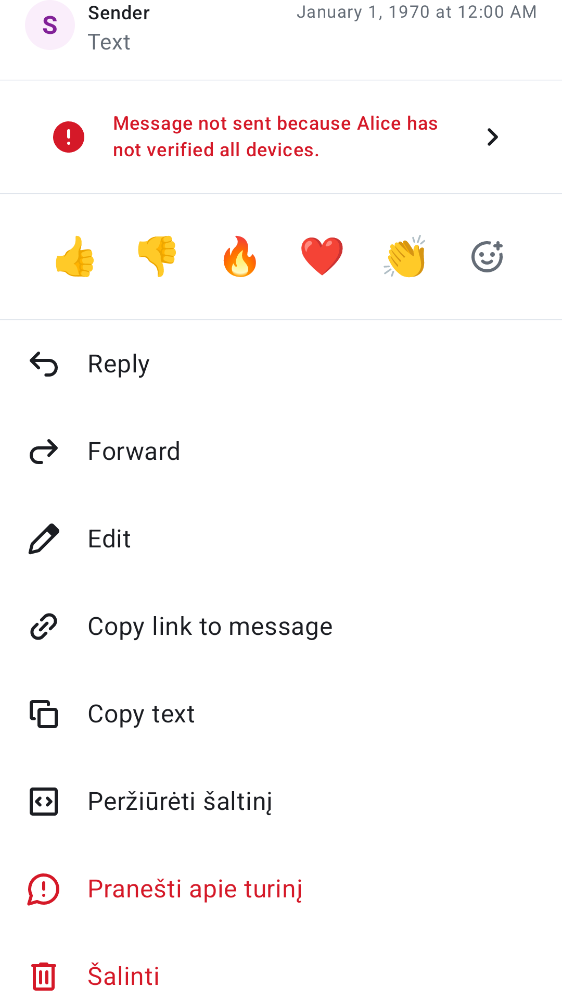 S
Sender
January 1, 1970 at 12:00 AM
Text
Message not sent because Alice has
not verified all devices.
Reply
Forward
Edit
Copy link to message
Copy text
Peržiūrėti šaltinį
Pranešti apie turinį
Šalinti